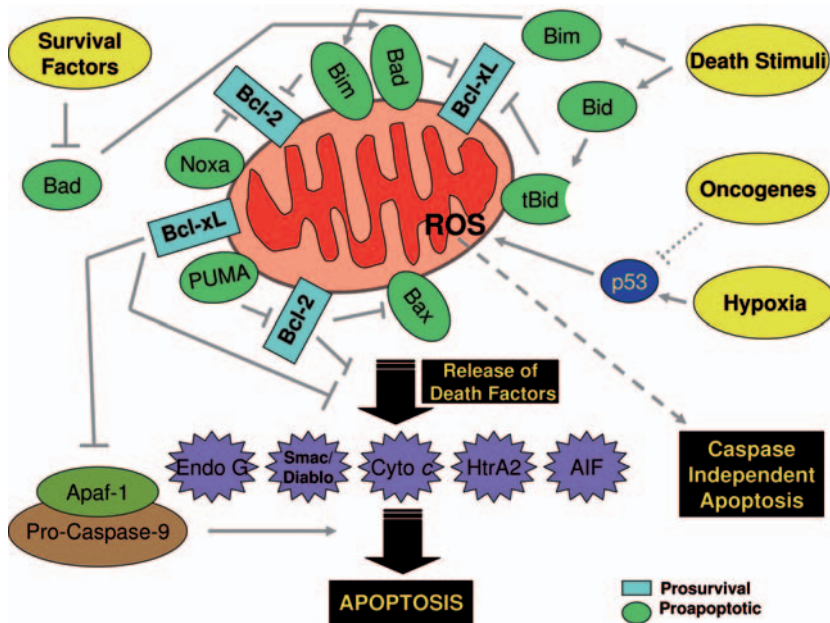 Survival
Factors
Bad
Bcl-2
Bim
Bad
Bcl-xL
Bim
Death Stimuli
Bid
Noxa
tBid
Oncogenes
Bcl-xL
ROS
PUMA
p53
Hypoxia
Bcl-2
Bax
Release of
Death Factors
Endo G
Smac/
Diablo
Cyto c
HtrA2
AIF
Caspase
Independent
Apoptosis
Apaf-1
Pro-Caspase-9
APOPTOSIS
Prosurvival
Proapoptotic